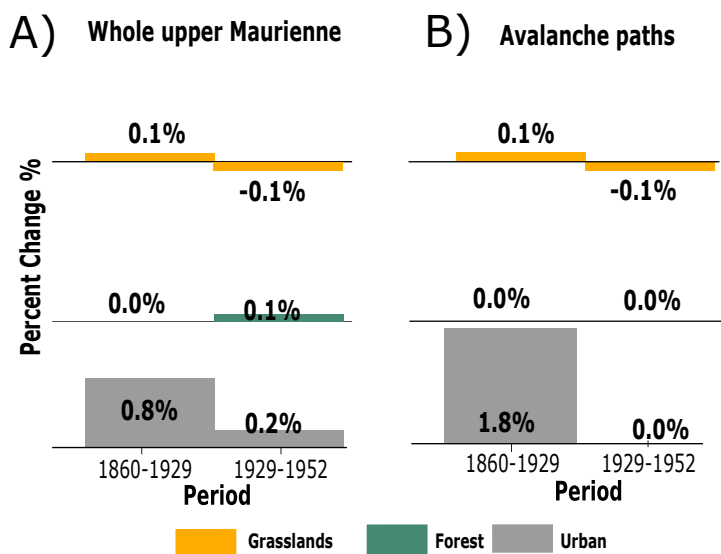 A) Whole upper Maurienne
B) Avalanche paths
Percent Change %
0.1%
-0.1%
0.0%
0.1%
0.8%
0.2%
1860-1929 1929-1952
Period
0.1%
-0.1%
0.0% 0.0%
1.8%
0.0%
1860-1929 1929-1952
Period
Grasslands Forest Urban